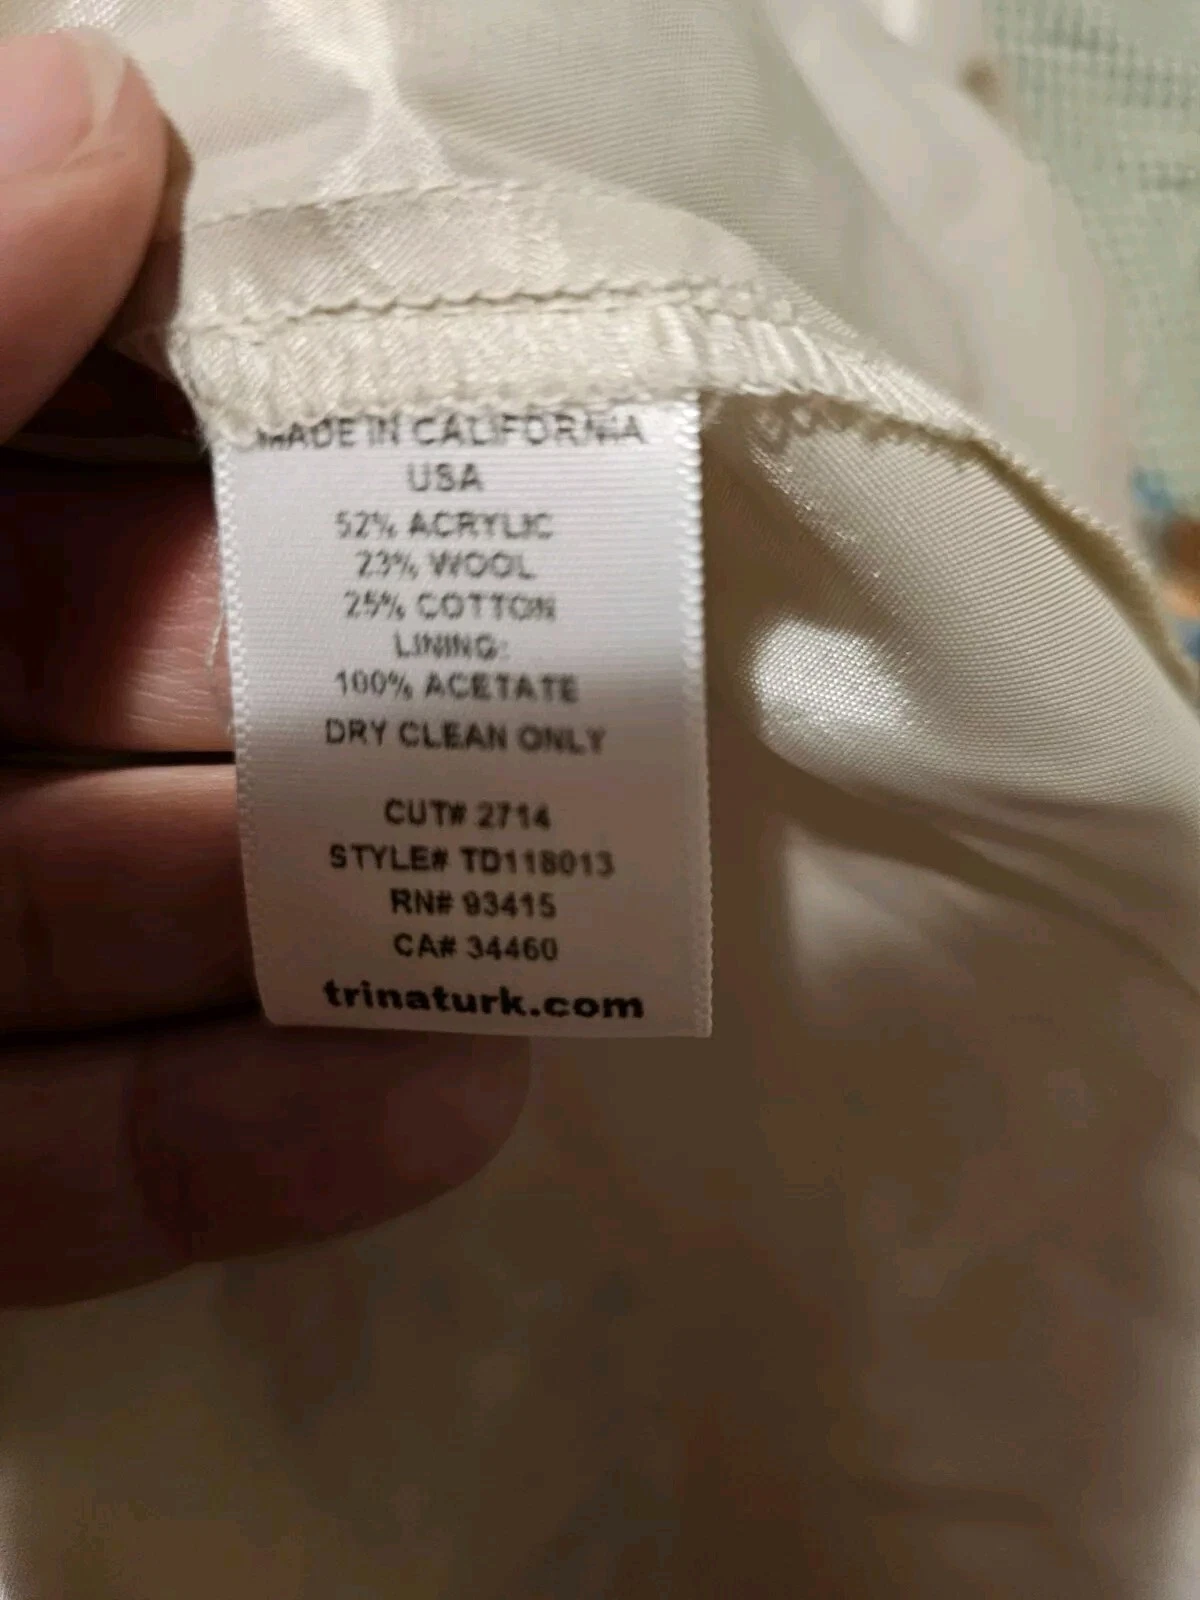 MADE IN CALIFORNIA
USA
52% ACRYLIC
23% WOOL
25% COTTON
LINING:
100% ACETATE
DRY CLEAN ONLY
CUT# 2714
STYLE# TD118013
RN# 93415
CA# 34460
trinaturk.com